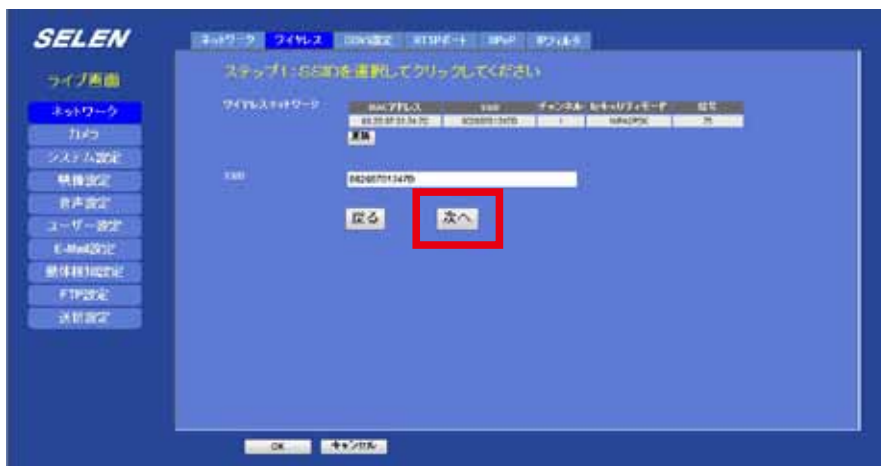 SELEN
ネットワーク ワイヤレス DDNS設定 RTSPポート UPnP IPフィルタ
ライブ画面
ステップ1:SSIDを選択してクリックしてください
ネットワーク
カメラ
システム設定
映像設定
音声設定
ユーザー設定
E-Mail設定
動体検知設定
FTP設定
ワイヤレスネットワーク
MACアドレス SSID チャンネル セキュリティモード 信号
更新
SSID
戻る 次へ
OK キャンセル